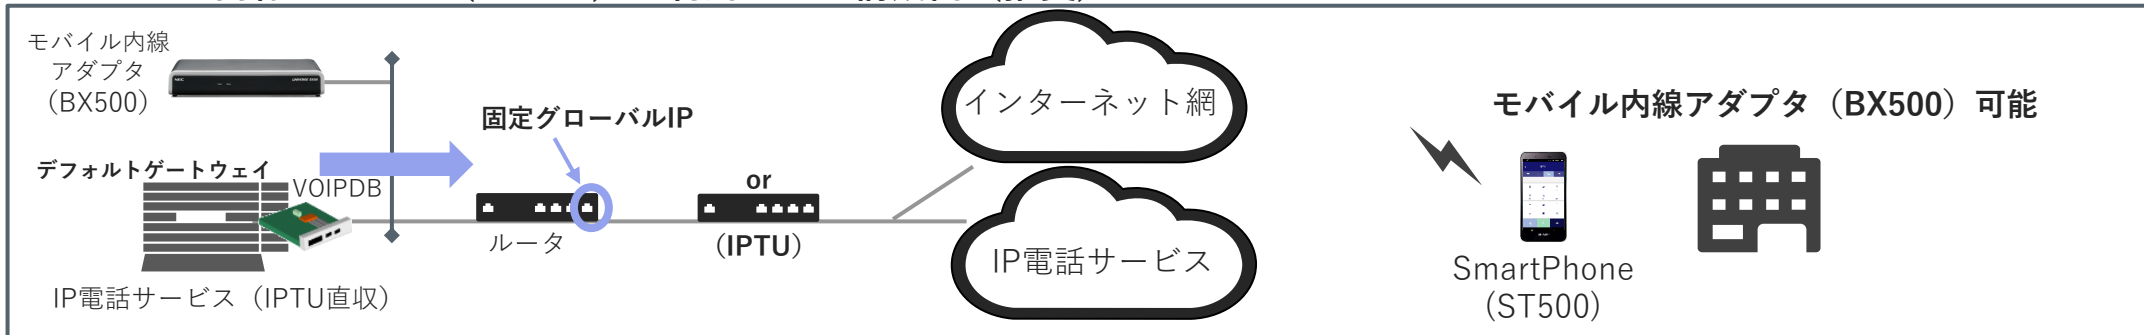 モバイル内線
アダプタ
（BX500）
NEC
固定グローバルIP
デフォルトゲートウェイ
VOIPDB
ルータ
or
(IPTU)
IP電話サービス（IPTU直収）
インターネット網
IP電話サービス
モバイル内線アダプタ（BX500）可能
SmartPhone
(ST500)